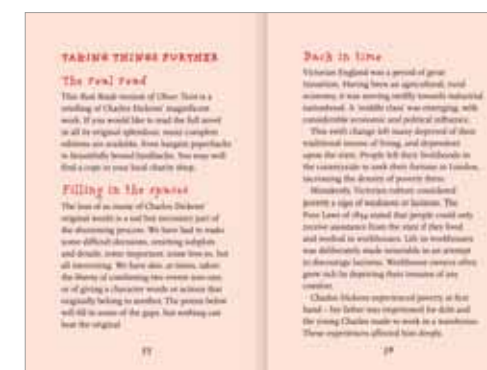 TAKING THINGS FURTHER
The real read
This Real Reads version of Oliver Twist is a
retelling of Charles Dickens' magnificent
work. If you would like to read the full novel
in all its original splendour, many complete
editions are available, from bargain paperbacks
to beautifully bound hardbacks. You may well
find a copy in your local charity shop.
Filling in the spaces
The loss of so many of Charles Dickens'
original words is a sad but necessary part of
the shortening process. We have had to make
some difficult decisions, omitting subplots
and details, some important, some less so, but
all interesting. We have also, at times, taken
the liberty of combining two events into one,
or of giving a character words or actions that
originally belong to another. The points below
will fill in some of the gaps, but nothing can
beat the original.
Back in time
Victorian England was a period of great
transition. Having been an agricultural, rural
economy, it was moving swiftly towards industrial
nationhood. A 'middle class' was emerging, with
considerable economic and political influence.
This swift change left many deprived of their
traditional means of living, and dependent
upon the state. People left their livelihoods in
the countryside to seek their fortune in London,
increasing the density of poverty there.
Mistakenly, Victorian culture considered
poverty a sign of weakness or laziness. The
Poor Laws of 1834 stated that people could only
receive assistance from the state if they lived
and worked in workhouses. Life in workhouses
was deliberately made miserable in an attempt
to discourage laziness. Workhouse owners often
grew rich by depriving their inmates of any
comfort.
Charles Dickens experienced poverty at first
hand – his father was imprisoned for debt and
the young Charles made to work in a warehouse.
These experiences affected him deeply.